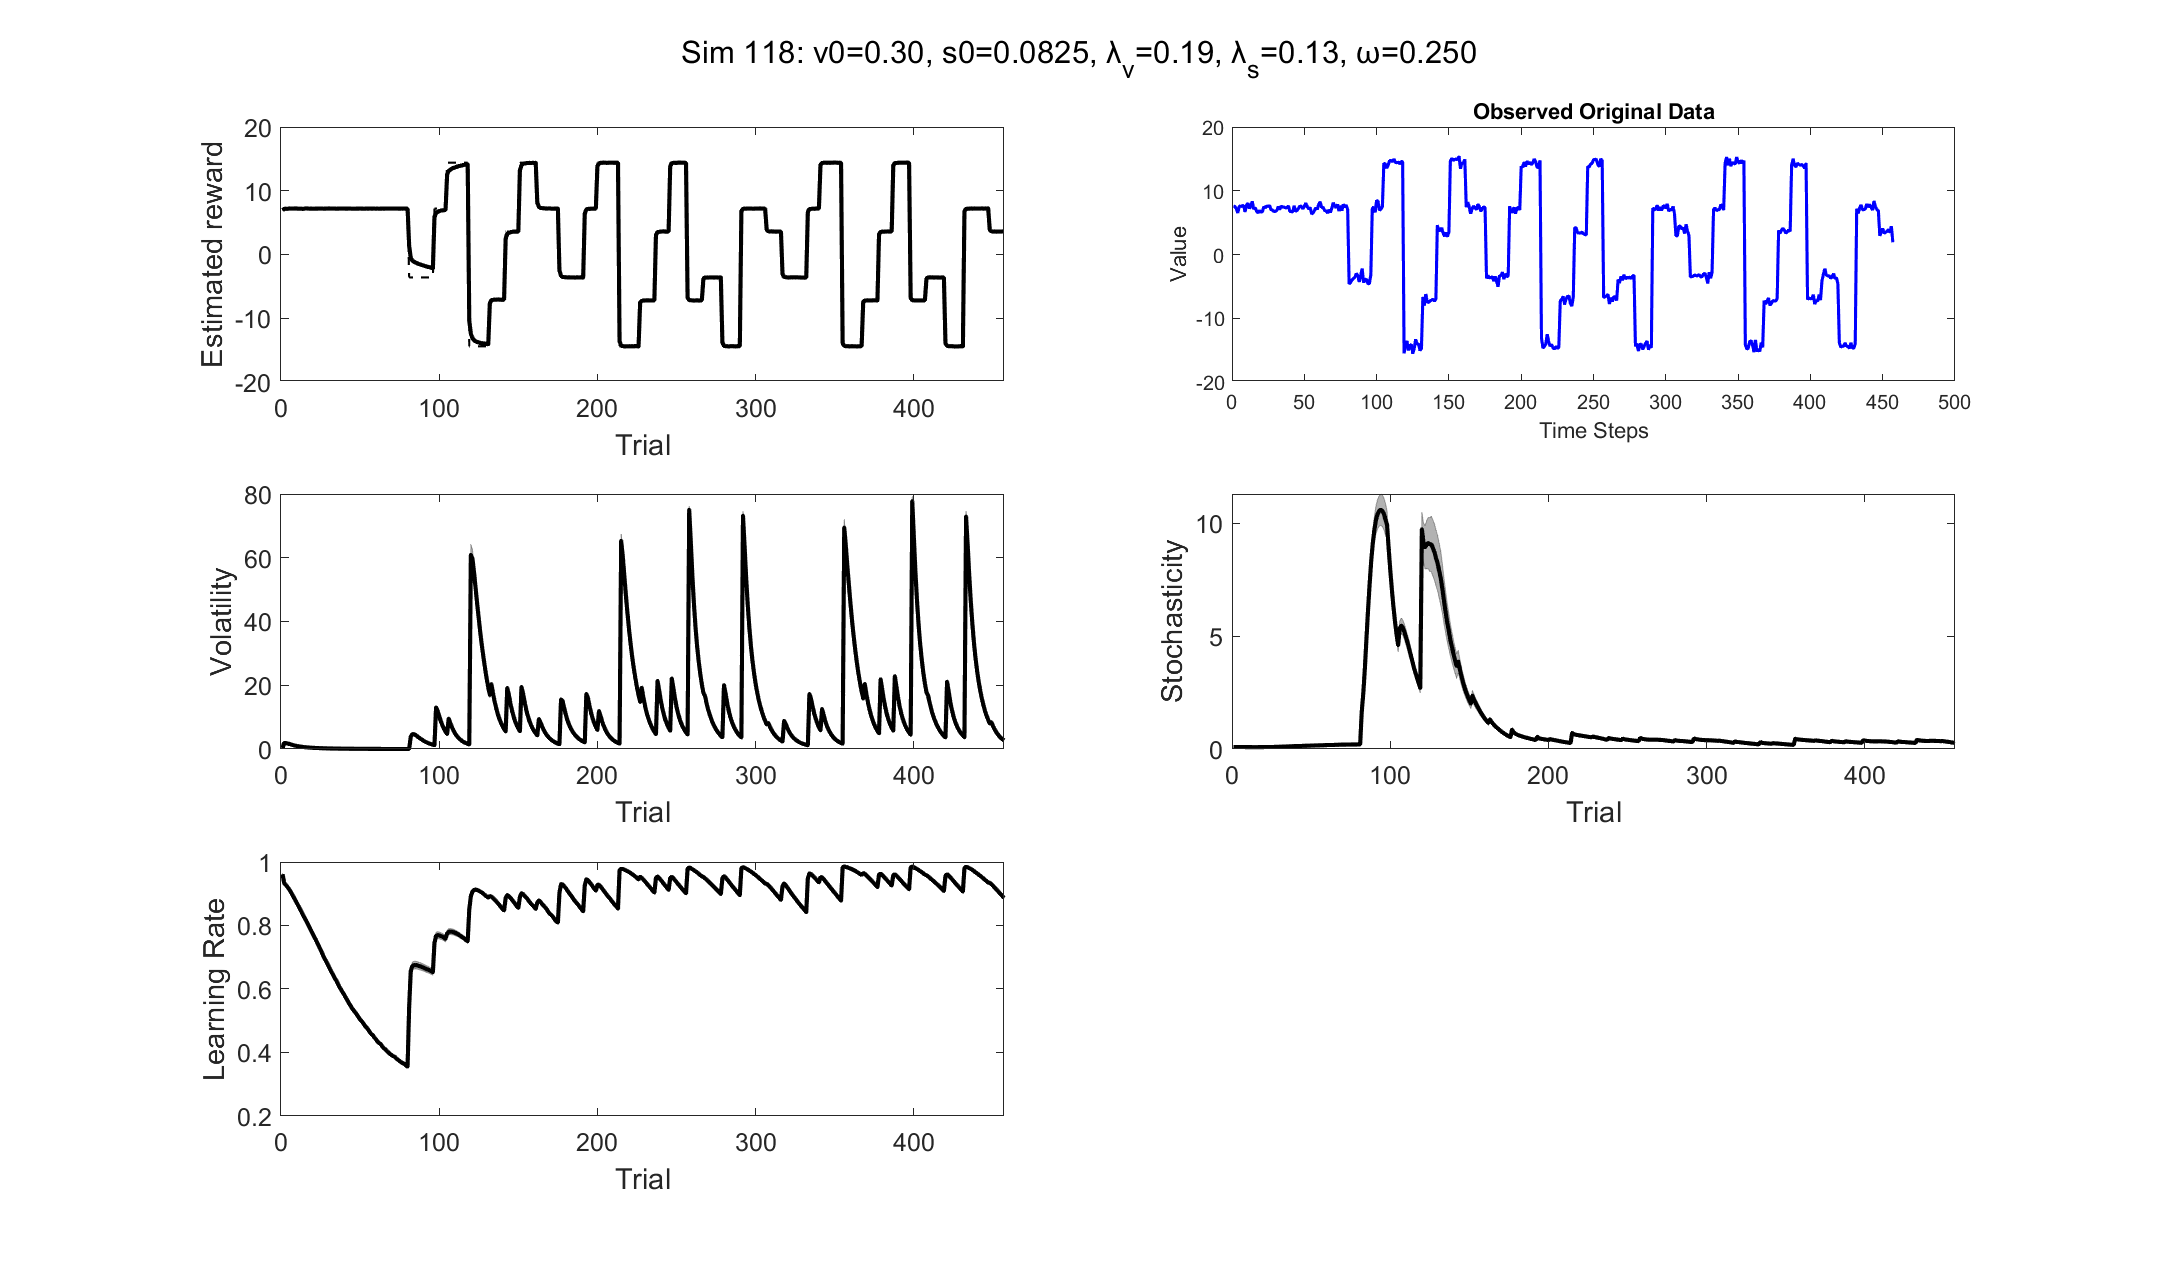 Sim 118: v0=0.30, s0=0.0825, λv=0.19, λs=0.13, ω=0.250
20
10
0
-10
-20
Estimated reward
0 100 200 300 400
Trial
Observed Original Data
20
10
0
-10
-20
Value
0 50 100 150 200 250 300 350 400 450 500
Time Steps
80
60
40
20
0
Volatility
0 100 200 300 400
Trial
10
5
0
Stochasticity
0 100 200 300 400
Trial
1
0.8
0.6
0.4
0.2
Learning Rate
0 100 200 300 400
Trial